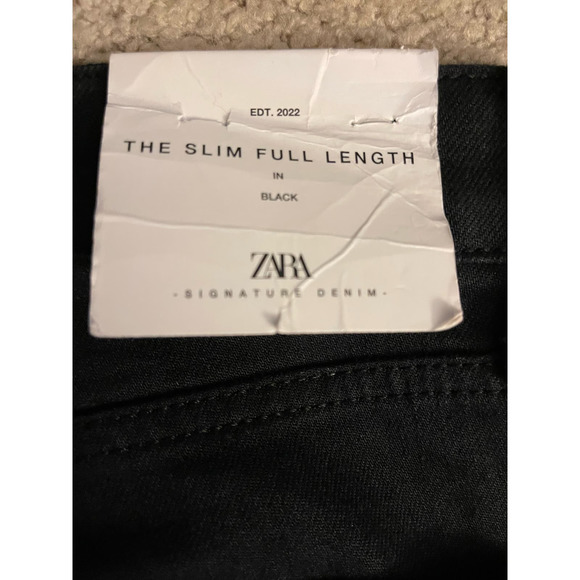 EDT. 2022
THE SLIM FULL LENGTH
IN
BLACK
ZARA
- SIGNATURE DENIM -